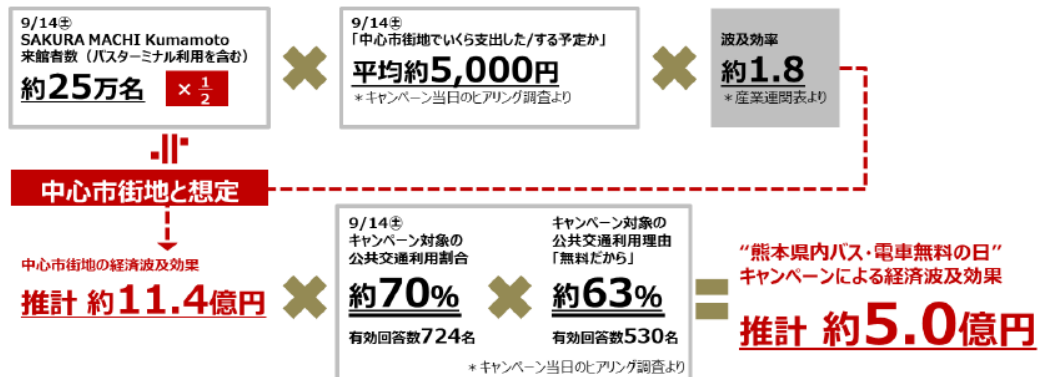 9/14㊏
SAKURA MACHI Kumamoto
来館者数（バスターミナル利用を含む）
約25万名
× 1/2
9/14㊏
「中心市街地でいくら支出した/する予定か」
平均約5,000円
＊キャンペーン当日のヒアリング調査より
波及効率
約1.8
＊産業連関表より
中心市街地と想定
中心市街地の経済波及効果
推計 約11.4億円
9/14㊏
キャンペーン対象の
公共交通利用割合
約70%
有効回答数724名
キャンペーン対象の
公共交通利用理由
「無料だから」
約63%
有効回答数530名
＊キャンペーン当日のヒアリング調査より
“熊本県内バス・電車無料の日”
キャンペーンによる経済波及効果
推計 約5.0億円